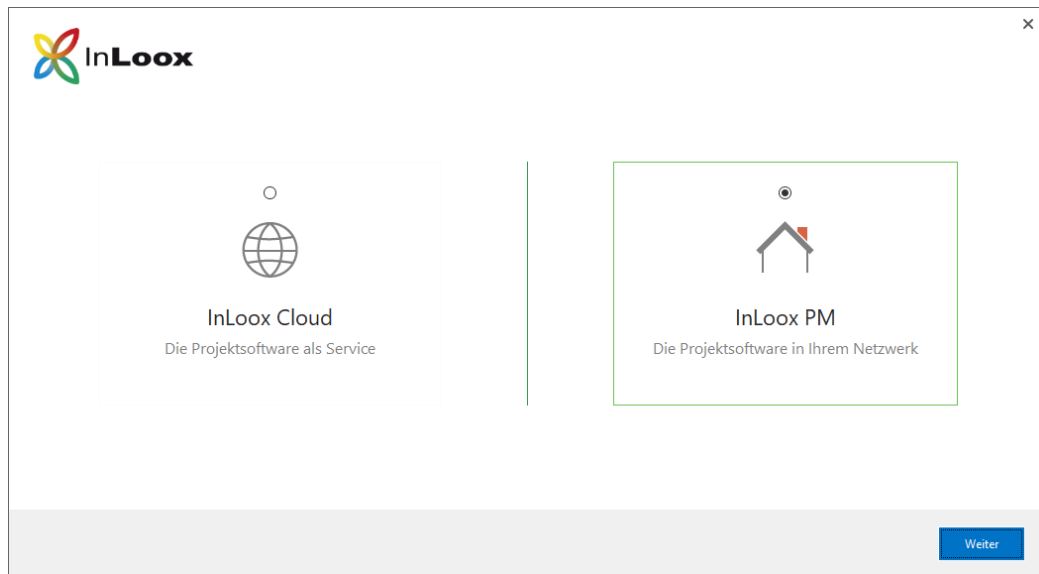 InLoox
InLoox Cloud
Die Projektsoftware als Service
InLoox PM
Die Projektsoftware in Ihrem Netzwerk
Weiter